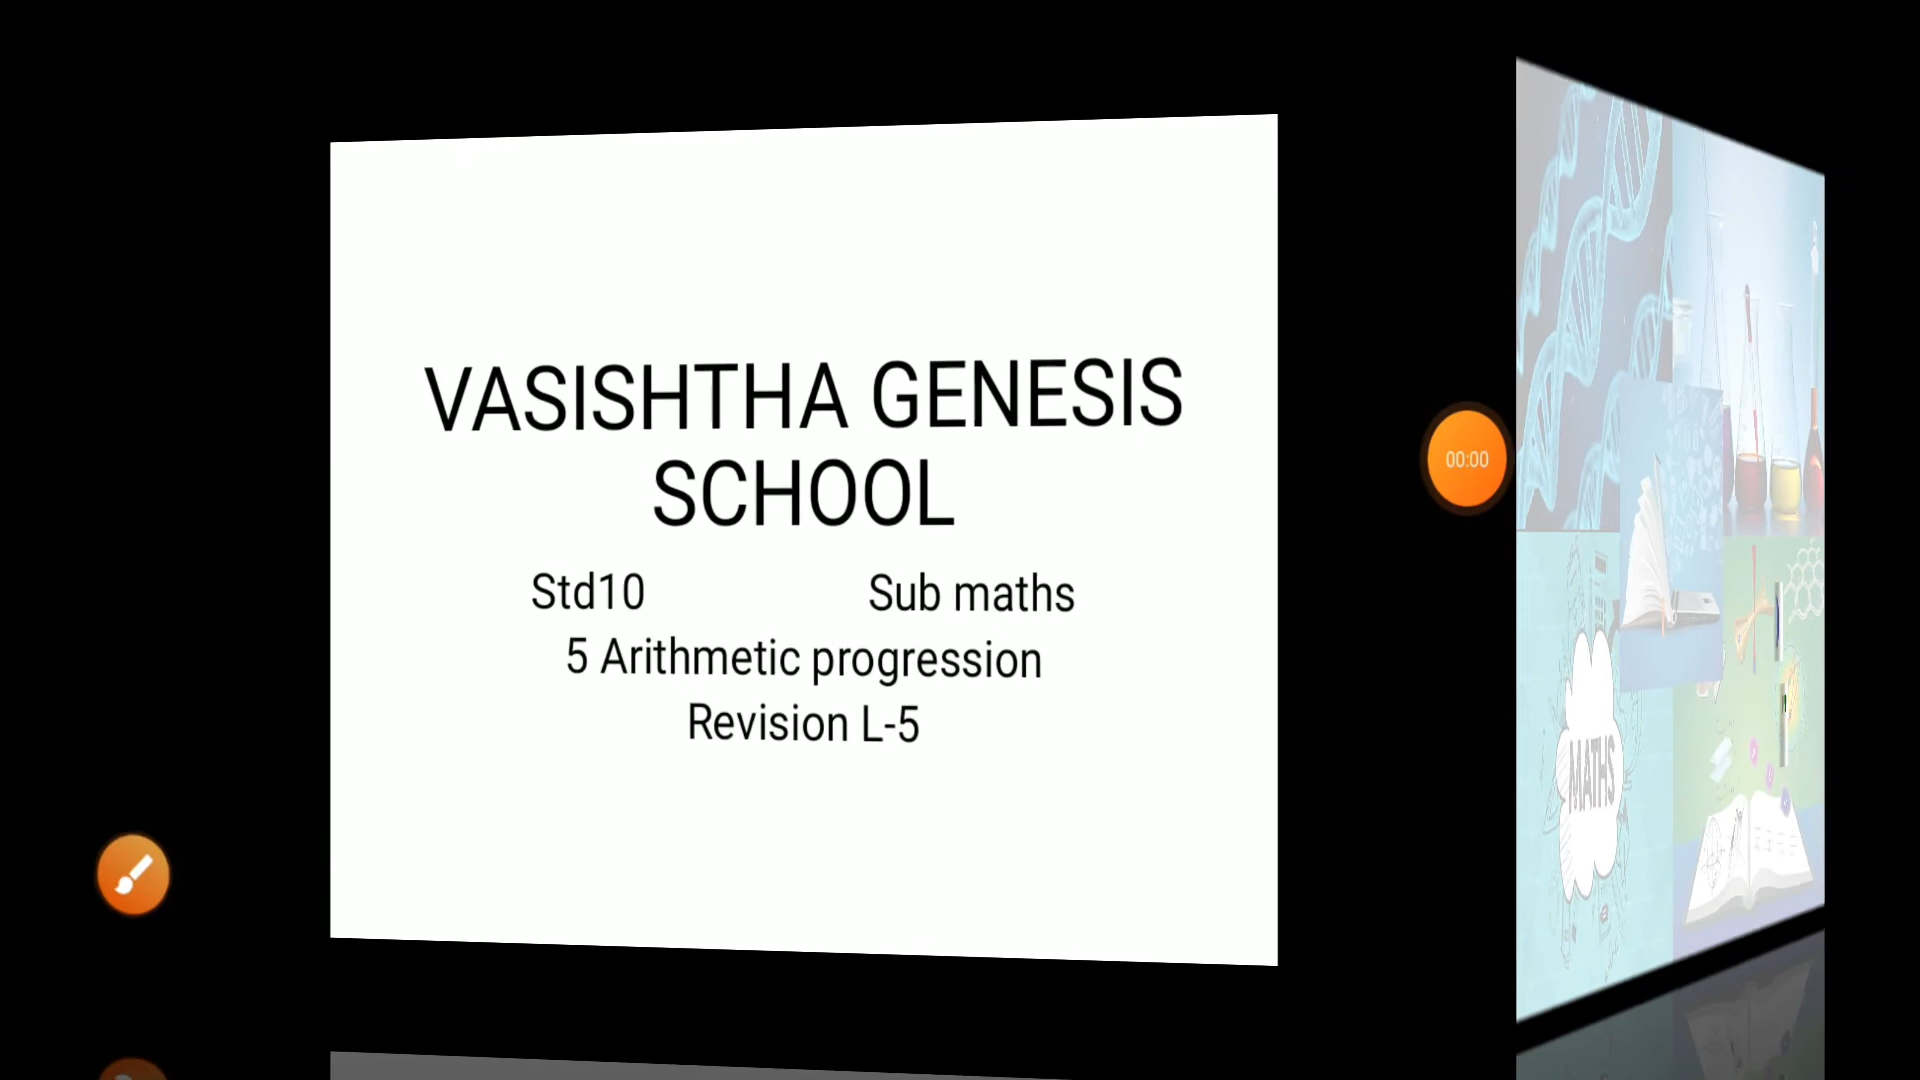 VASISHTHA GENESIS
SCHOOL
Std10 Sub maths
5 Arithmetic progression
Revision L-5
00:00
MATHS